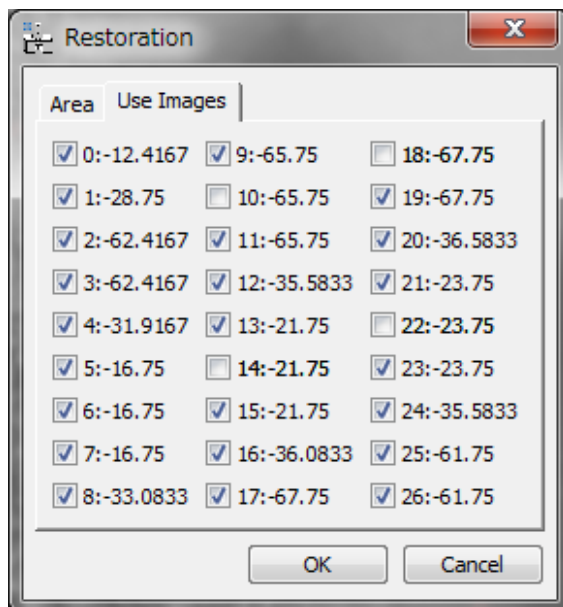 Restoration
Area Use Images
0:-12.4167 9:-65.75 18:-67.75
1:-28.75 10:-65.75 19:-67.75
2:-62.4167 11:-65.75 20:-36.5833
3:-62.4167 12:-35.5833 21:-23.75
4:-31.9167 13:-21.75 22:-23.75
5:-16.75 14:-21.75 23:-23.75
6:-16.75 15:-21.75 24:-35.5833
7:-16.75 16:-36.0833 25:-61.75
8:-33.0833 17:-67.75 26:-61.75
OK Cancel